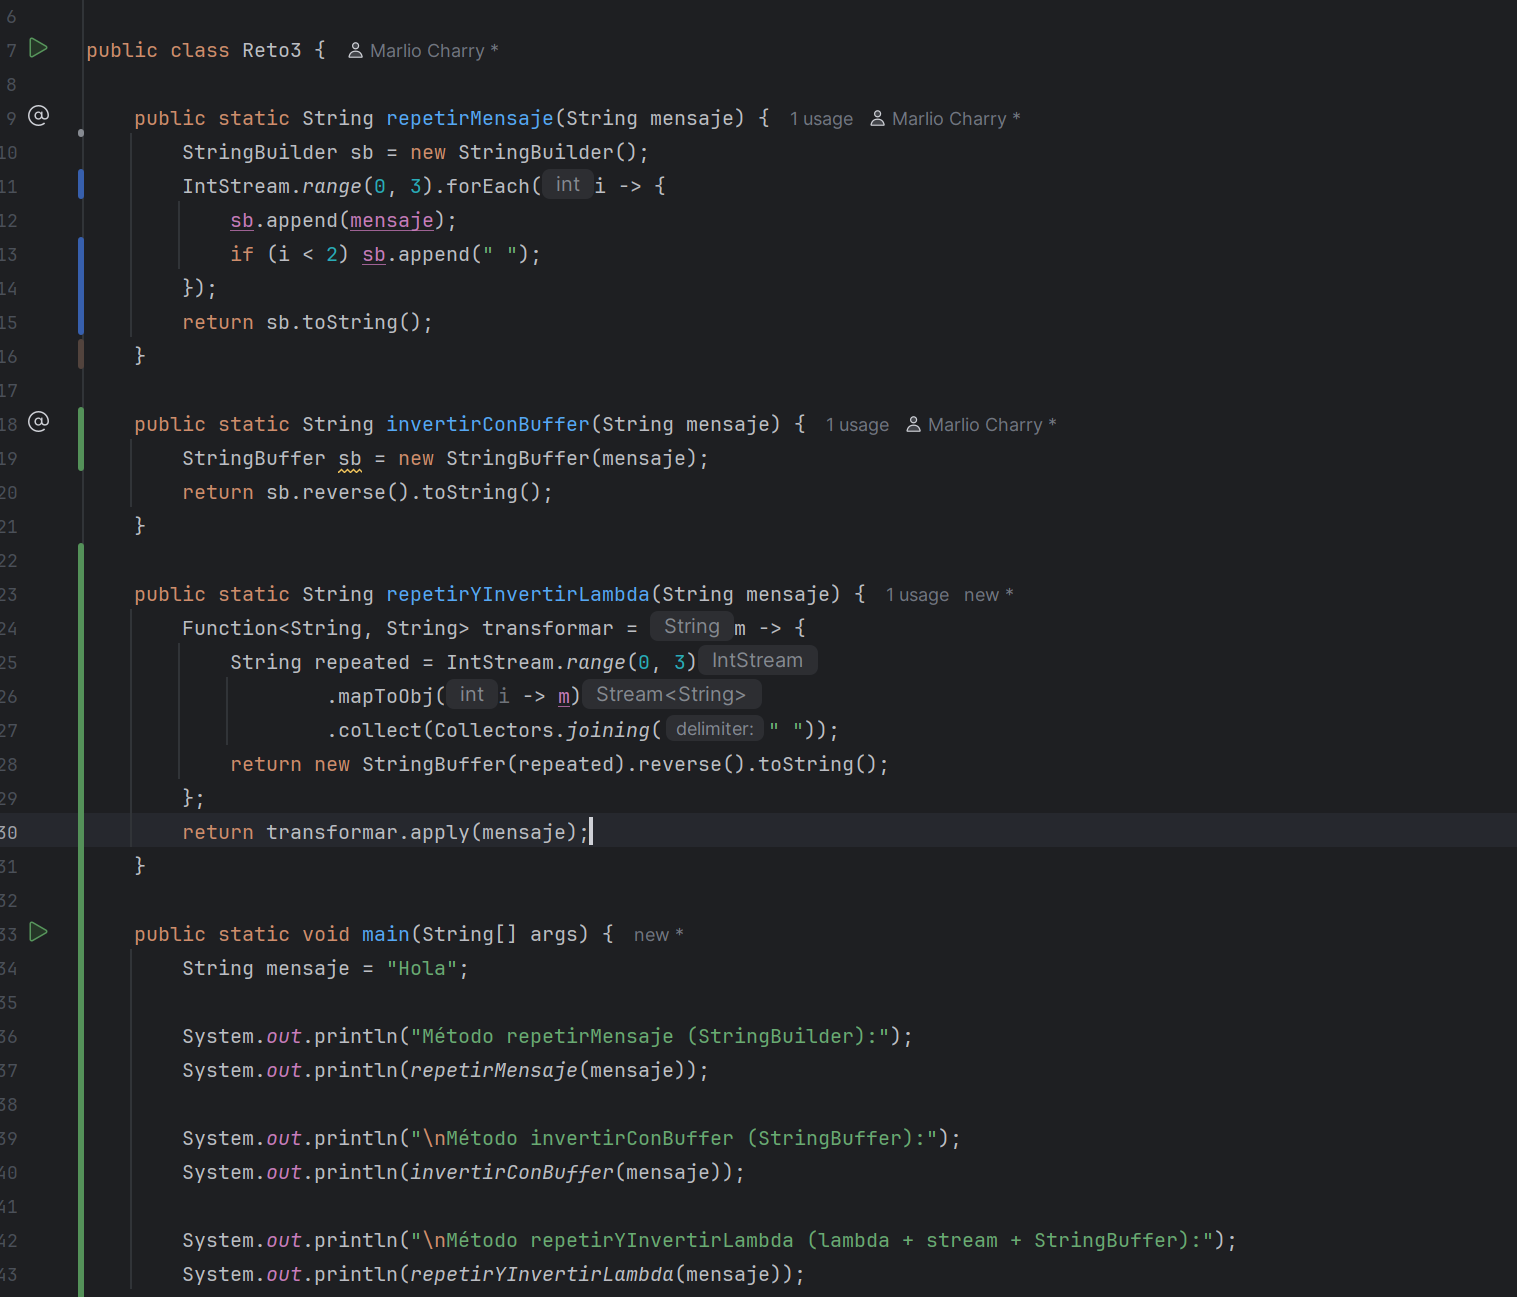 6
7 public class Reto3 { Marlio Charry *
8
9 @ public static String repetirMensaje(String mensaje) { 1 usage Marlio Charry *
10 StringBuilder sb = new StringBuilder();
11 IntStream.range(0, 3).forEach( int i -> {
12 sb.append(mensaje);
13 if (i < 2) sb.append(" ");
14 });
15 return sb.toString();
16 }
17
18 @ public static String invertirConBuffer(String mensaje) { 1 usage Marlio Charry *
19 StringBuffer sb = new StringBuffer(mensaje);
20 return sb.reverse().toString();
21 }
22
23 public static String repetirYInvertirLambda(String mensaje) { 1 usage new *
24 Function<String, String> transformar = String m -> {
25 String repeated = IntStream.range(0, 3) IntStream
26 .mapToObj( int i -> m) Stream<String>
27 .collect(Collectors.joining( delimiter: " "));
28 return new StringBuffer(repeated).reverse().toString();
29 };
30 return transformar.apply(mensaje);
31 }
32
33 public static void main(String[] args) { new *
34 String mensaje = "Hola";
35
36 System.out.println("Método repetirMensaje (StringBuilder):");
37 System.out.println(repetirMensaje(mensaje));
38
39 System.out.println("\nMétodo invertirConBuffer (StringBuffer):");
40 System.out.println(invertirConBuffer(mensaje));
41
42 System.out.println("\nMétodo repetirYInvertirLambda (lambda + stream + StringBuffer):");
43 System.out.println(repetirYInvertirLambda(mensaje));